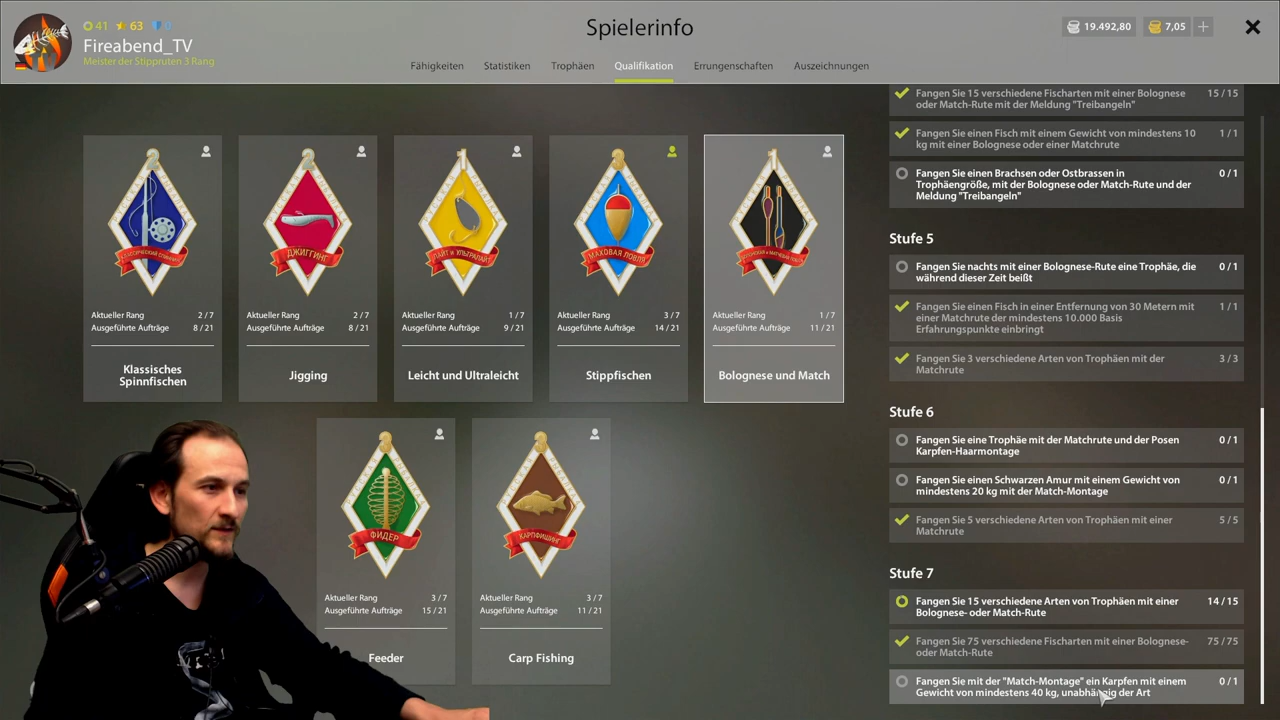 41 63 0
Fireabend_TV
Meister der Stippruten 3 Rang
Spielerinfo
19.492,80 7,05
Fähigkeiten Statistiken Trophäen Qualifikation Errungenschaften Auszeichnungen
ДЖИГГИНГ
ЛАЙТ И УЛЬТРАЛАЙТ
МАХОВАЯ ЛОВЛЯ
Aktueller Rang 2 / 7
Ausgeführte Aufträge 8 / 21
Klassisches
Spinnfischen
Aktueller Rang 2 / 7
Ausgeführte Aufträge 8 / 21
Jigging
Aktueller Rang 1 / 7
Ausgeführte Aufträge 9 / 21
Leicht und Ultraleicht
Aktueller Rang 3 / 7
Ausgeführte Aufträge 14 / 21
Stippfischen
Aktueller Rang 1 / 7
Ausgeführte Aufträge 11 / 21
Bolognese und Match
ФИДЕР
Aktueller Rang 3 / 7
Ausgeführte Aufträge 15 / 21
Feeder
КАРПФИШИНГ
Aktueller Rang 3 / 7
Ausgeführte Aufträge 11 / 21
Carp Fishing
Fangen Sie 15 verschiedene Fischarten mit einer Bolognese 15 / 15
oder Match-Rute mit der Meldung "Treibangeln"
Fangen Sie einen Fisch mit einem Gewicht von mindestens 10 1 / 1
kg mit einer Bolognese oder einer Matchrute
Fangen Sie einen Brachsen oder Ostbrassen in 0 / 1
Trophäengröße, mit der Bolognese oder Match-Rute und der
Meldung "Treibangeln"
Stufe 5
Fangen Sie nachts mit einer Bolognese-Rute eine Trophäe, die 0 / 1
während dieser Zeit beißt
Fangen Sie einen Fisch in einer Entfernung von 30 Metern mit 1 / 1
einer Matchrute der mindestens 10.000 Basis
Erfahrungspunkte einbringt
Fangen Sie 3 verschiedene Arten von Trophäen mit der 3 / 3
Matchrute
Stufe 6
Fangen Sie eine Trophäe mit der Matchrute und der Posen 0 / 1
Karpfen-Haarmontage
Fangen Sie einen Schwarzen Amur mit einem Gewicht von 0 / 1
mindestens 20 kg mit der Match-Montage
Fangen Sie 5 verschiedene Arten von Trophäen mit einer 5 / 5
Matchrute
Stufe 7
Fangen Sie 15 verschiedene Arten von Trophäen mit einer 14 / 15
Bolognese- oder Match-Rute
Fangen Sie 75 verschiedene Fischarten mit einer Bolognese- 75 / 75
oder Match-Rute
Fangen Sie mit der "Match-Montage" ein Karpfen mit einem 0 / 1
Gewicht von mindestens 40 kg, unabhängig der Art